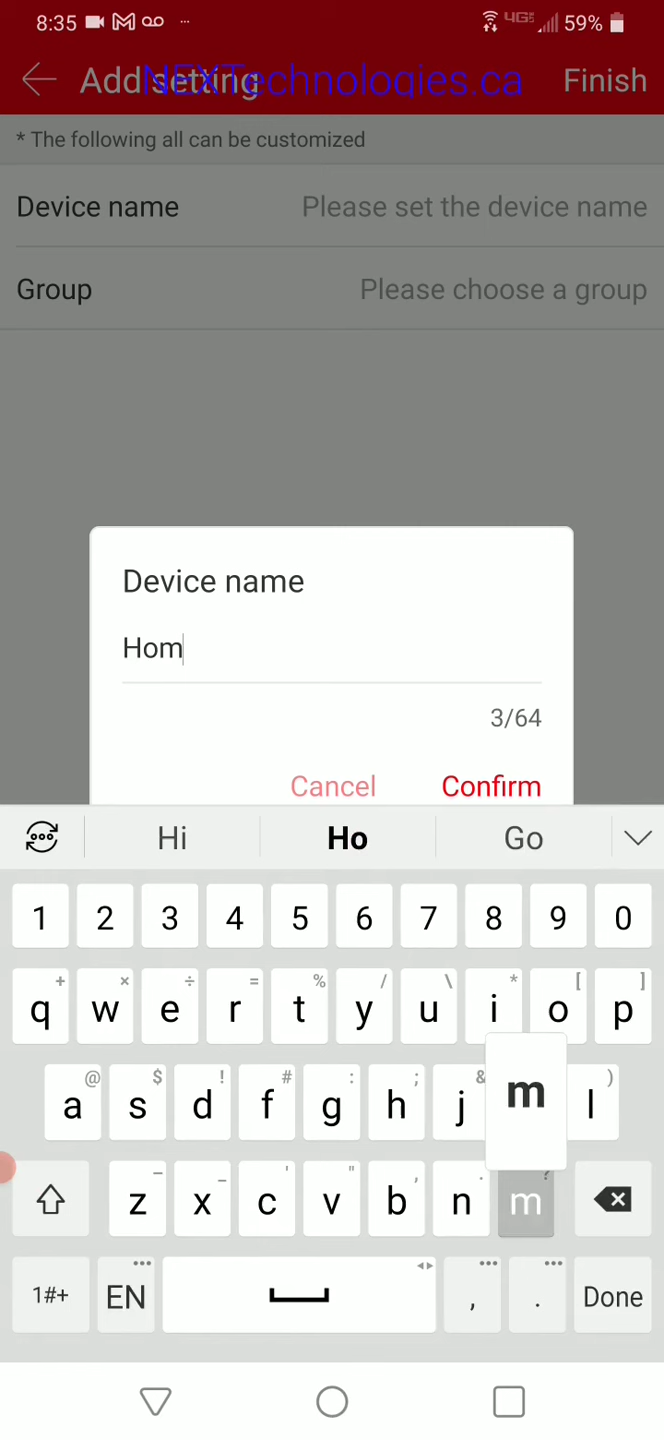 8:35 59%
4G
Add setting Finish
NEXTechnologies.ca
* The following all can be customized
Device name Please set the device name
Group Please choose a group
Device name
Hom
3/64
Cancel Confirm
Hi Ho Go
1 2 3 4 5 6 7 8 9 0
+ × ÷ = % / \ * [ ]
q w e r t y u i o p
@ $ ! # : ; & )
a s d f g h j m l
- _ ' " , . ?
z x c v b n m
1#+ EN , . Done